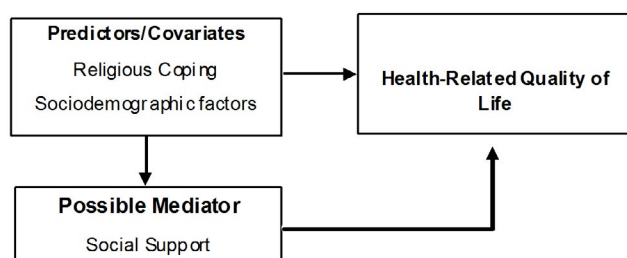 Predictors/Covariates
Religious Coping
Sociodemographic factors
Health-Related Quality of
Life
Possible Mediator
Social Support